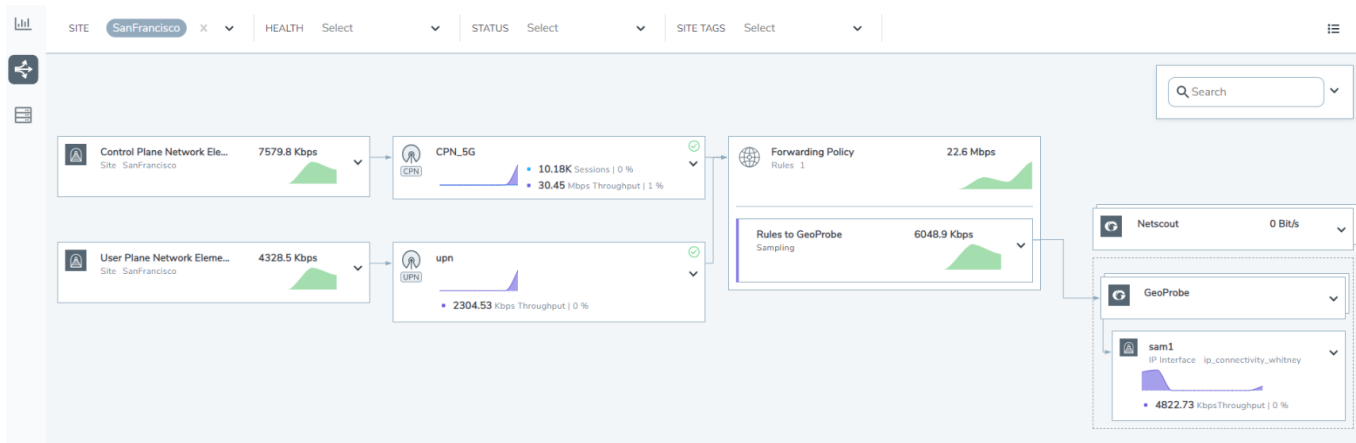 SITE SanFrancisco X HEALTH Select STATUS Select SITE TAGS Select
Search
Control Plane Network Ele... 7579.8 Kbps
Site SanFrancisco
CPN_5G
CPN
10.18K Sessions | 0 %
30.45 Mbps Throughput | 1 %
Forwarding Policy 22.6 Mbps
Rules 1
Rules to GeoProbe 6048.9 Kbps
Sampling
User Plane Network Eleme... 4328.5 Kbps
Site SanFrancisco
upn
UPN
2304.53 Kbps Throughput | 0 %
Netscout 0 Bit/s
GeoProbe
sam1
IP Interface ip_connectivity_whitney
4822.73 KbpsThroughput | 0 %